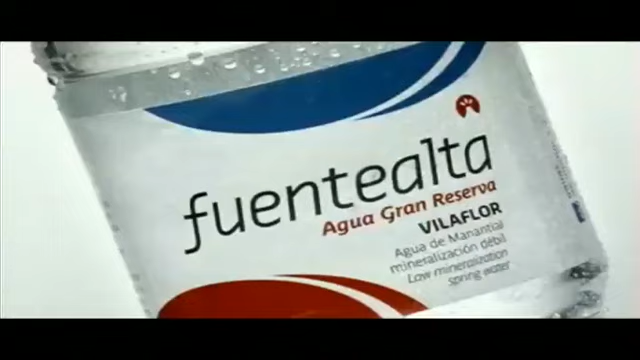 fuentealta
Agua Gran Reserva
VILAFLOR
Agua de Manantial
mineralización débil
Low mineralization
spring water